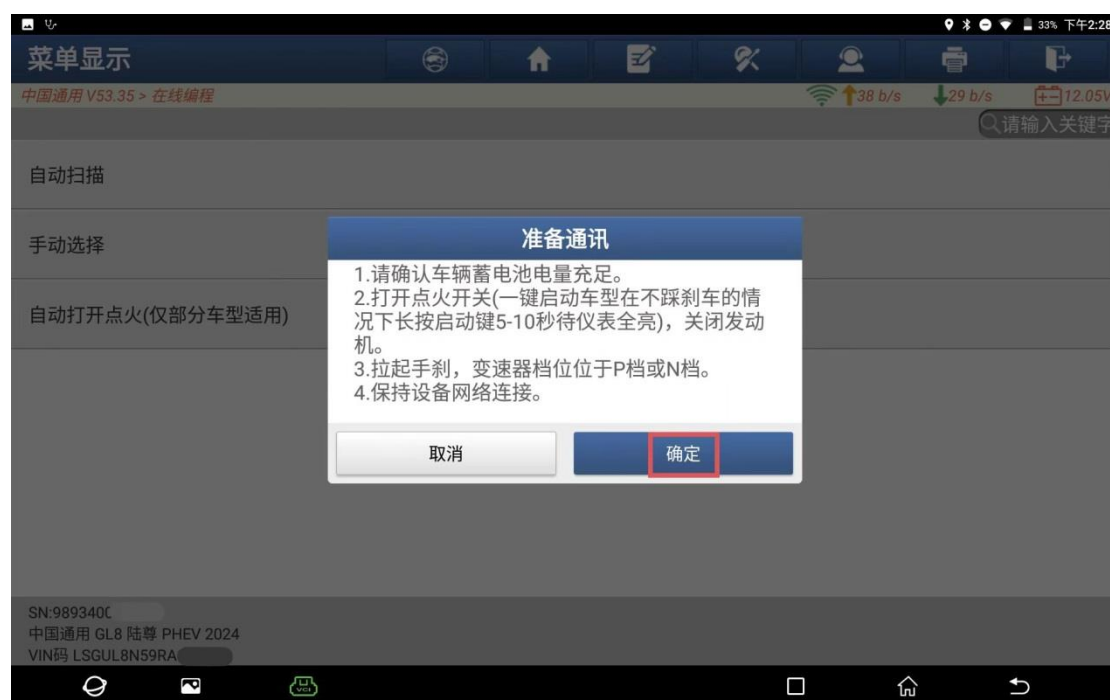 33% 下午2:28
菜单显示
中国通用 V53.35 > 在线编程
38 b/s 29 b/s 12.05V
请输入关键字
自动扫描
手动选择
自动打开点火(仅部分车型适用)
准备通讯
1.请确认车辆蓄电池电量充足。
2.打开点火开关(一键启动车型在不踩刹车的情
况下长按启动键5-10秒待仪表全亮)，关闭发动
机。
3.拉起手刹，变速器档位位于P档或N档。
4.保持设备网络连接。
取消 确定
SN:9893400
中国通用 GL8 陆尊 PHEV 2024
VIN码 LSGUL8N59RA
VCI